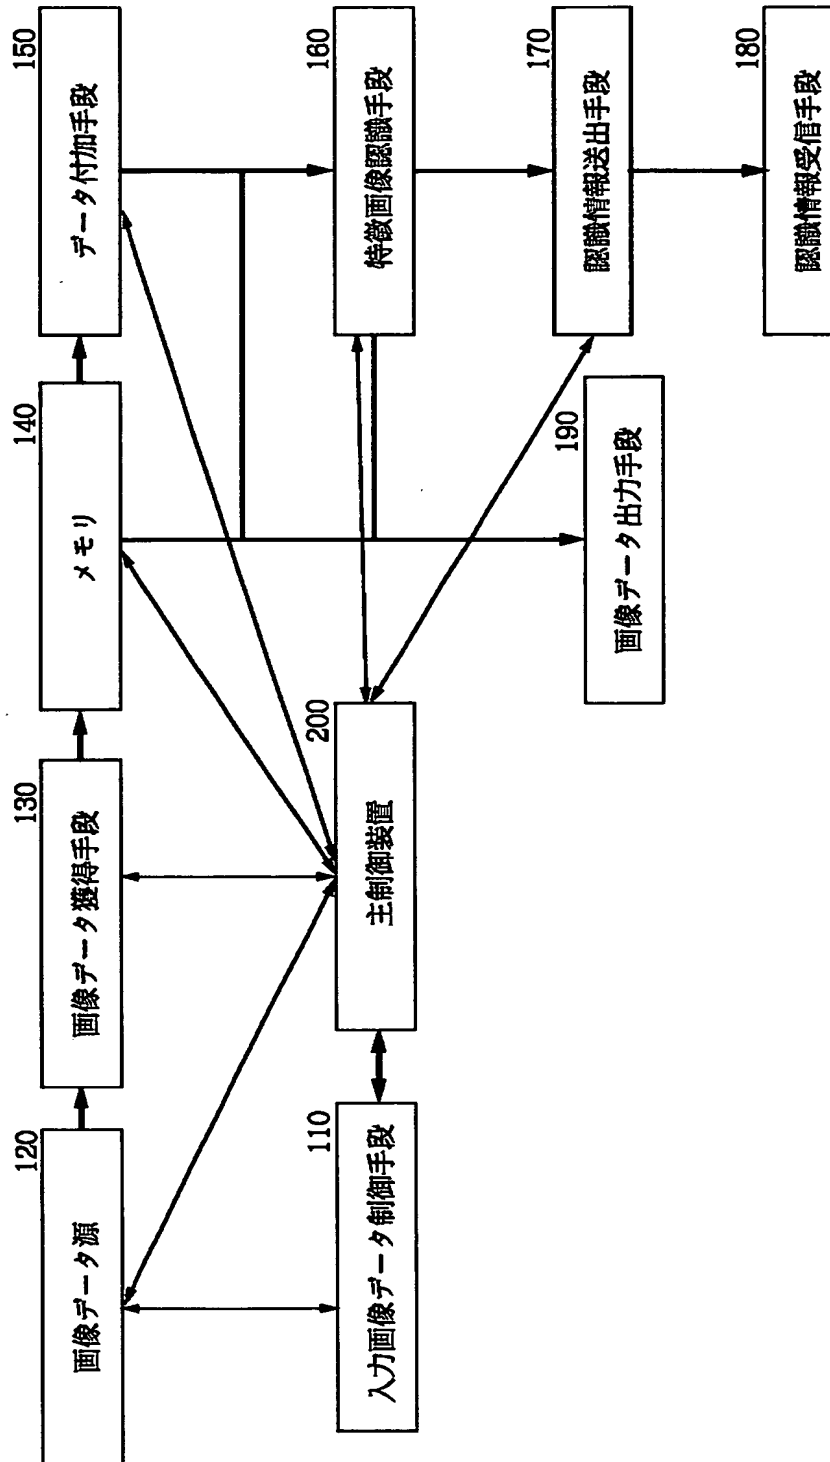 120
画像データ源
130
画像データ獲得手段
140
メモリ
150
データ付加手段
110
入力画像データ制御手段
200
主制御装置
160
特徴画像認識手段
190
画像データ出力手段
170
認識情報送出手段
180
認識情報受信手段